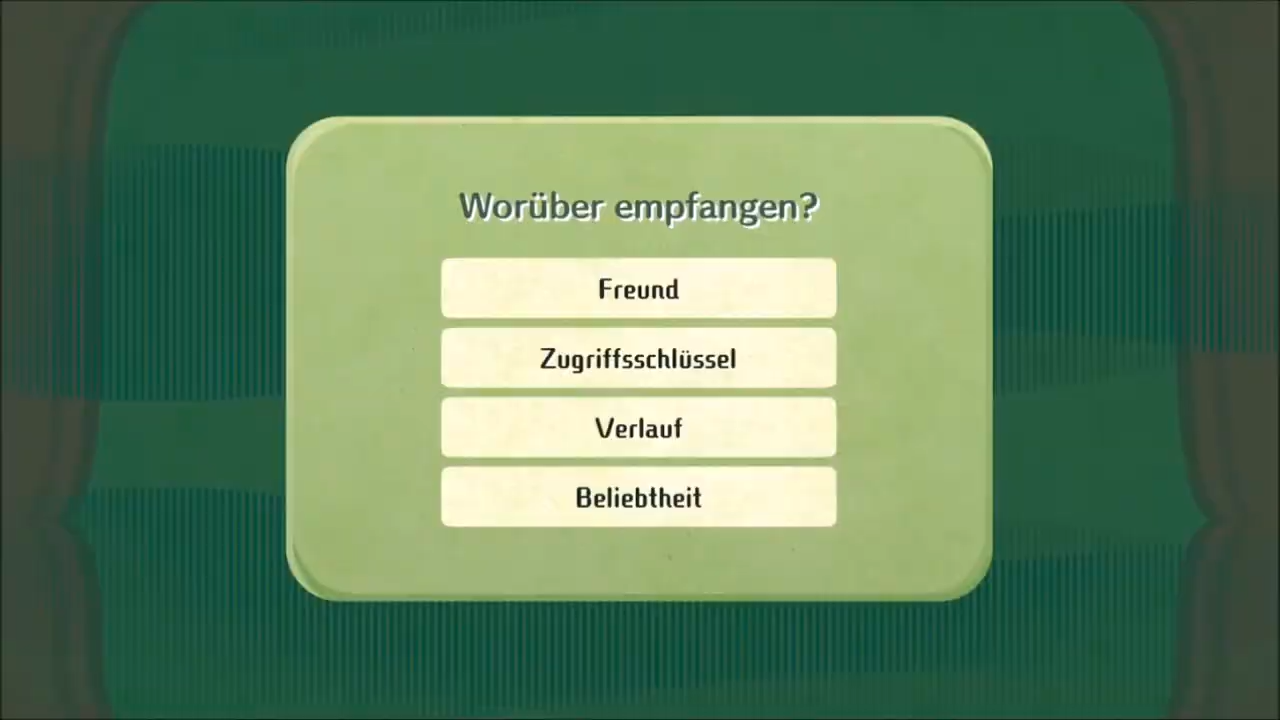 Worüber empfangen?
Freund
Zugriffsschlüssel
Verlauf
Beliebtheit